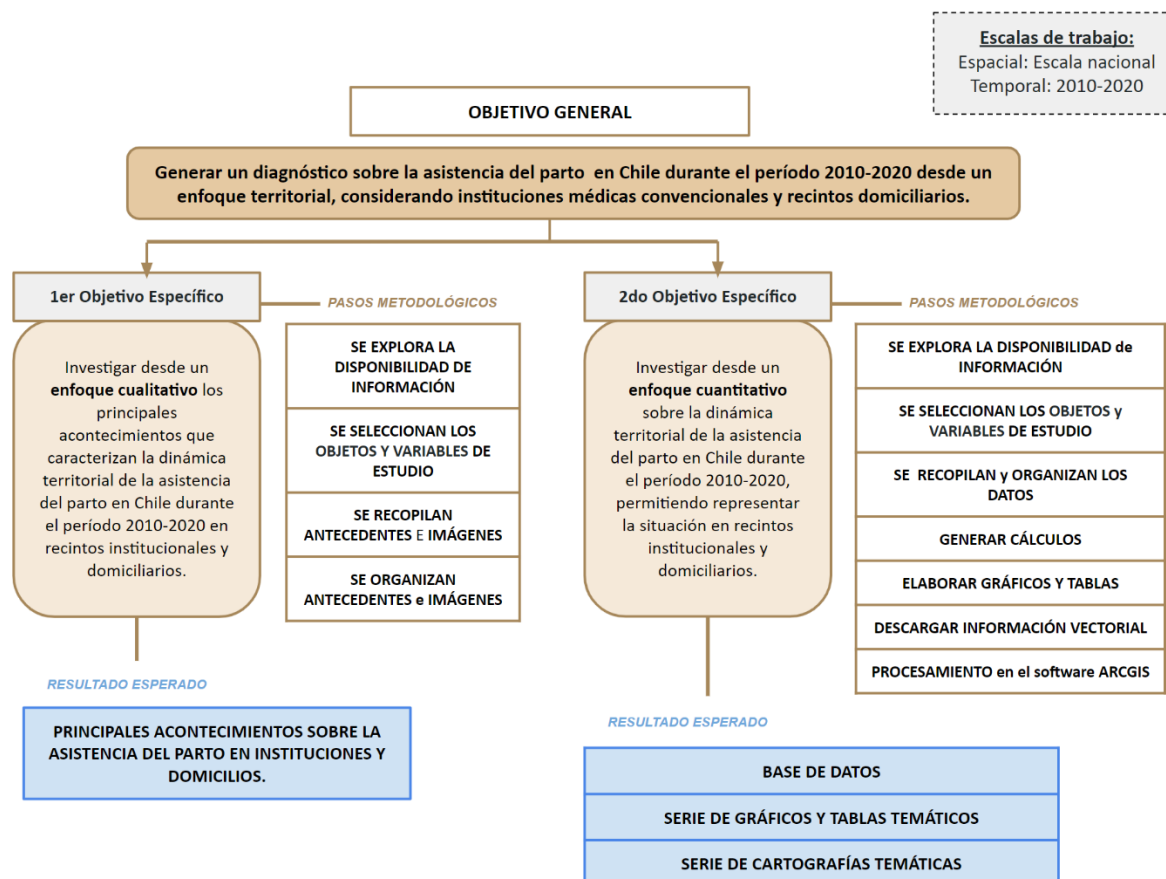 Escalas de trabajo:
Espacial: Escala nacional
Temporal: 2010-2020
OBJETIVO GENERAL
Generar un diagnóstico sobre la asistencia del parto en Chile durante el período 2010-2020 desde un
enfoque territorial, considerando instituciones médicas convencionales y recintos domiciliarios.
1er Objetivo Específico
PASOS METODOLÓGICOS
Investigar desde un
enfoque cualitativo los
principales
acontecimientos que
caracterizan la dinámica
territorial de la asistencia
del parto en Chile durante
el período 2010-2020 en
recintos institucionales y
domiciliarios.
SE EXPLORA LA
DISPONIBILIDAD DE
INFORMACIÓN
SE SELECCIONAN LOS
OBJETOS Y VARIABLES DE
ESTUDIO
SE RECOPILAN
ANTECEDENTES E IMÁGENES
SE ORGANIZAN
ANTECEDENTES e IMÁGENES
RESULTADO ESPERADO
PRINCIPALES ACONTECIMIENTOS SOBRE LA
ASISTENCIA DEL PARTO EN INSTITUCIONES Y
DOMICILIOS.
2do Objetivo Específico
PASOS METODOLÓGICOS
Investigar desde un
enfoque cuantitativo
sobre la dinámica
territorial de la asistencia
del parto en Chile durante
el período 2010-2020,
permitiendo representar
la situación en recintos
institucionales y
domiciliarios.
SE EXPLORA LA DISPONIBILIDAD de
INFORMACIÓN
SE SELECCIONAN LOS OBJETOS y
VARIABLES DE ESTUDIO
SE RECOPILAN y ORGANIZAN LOS
DATOS
GENERAR CÁLCULOS
ELABORAR GRÁFICOS Y TABLAS
DESCARGAR INFORMACIÓN VECTORIAL
PROCESAMIENTO en el software ARCGIS
RESULTADO ESPERADO
BASE DE DATOS
SERIE DE GRÁFICOS Y TABLAS TEMÁTICOS
SERIE DE CARTOGRAFÍAS TEMÁTICAS